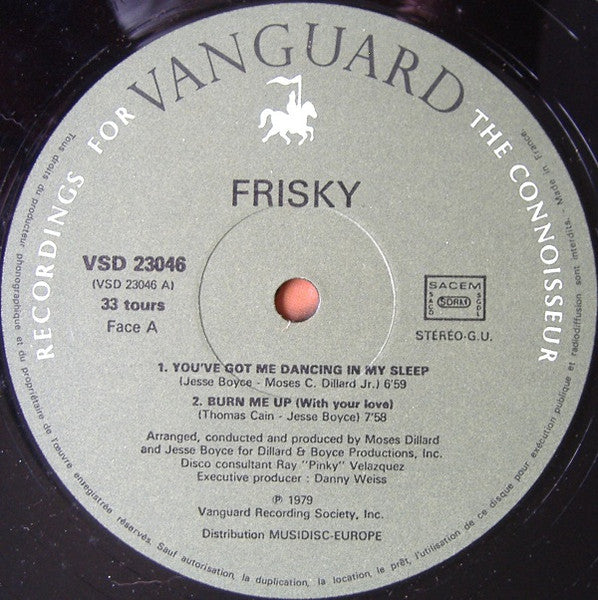 VANGUARD
RECORDINGS FOR THE CONNOISSEUR
FRISKY
VSD 23046
(VSD 23046 A)
33 tours
Face A
SACEM
SACD SDRM SGDL
STÉRÉO-G.U.
1. YOU'VE GOT ME DANCING IN MY SLEEP
(Jesse Boyce - Moses C. Dillard Jr.) 6'59
2. BURN ME UP (With your love)
(Thomas Cain - Jesse Boyce) 7'58
Arranged, conducted and produced by Moses Dillard
and Jesse Boyce for Dillard & Boyce Productions, Inc.
Disco consultant Ray "Pinky" Velazquez
Executive producer : Danny Weiss
℗ 1979
Vanguard Recording Society, Inc.
Distribution MUSIDISC-EUROPE
Tous droits du producteur phonographique et du propriétaire de l'œuvre enregistrée réservés. Sauf autorisation, la duplication, la location, le prêt, l'utilisation de ce disque pour exécution publique et radiodiffusion sont interdits. - Made in France.